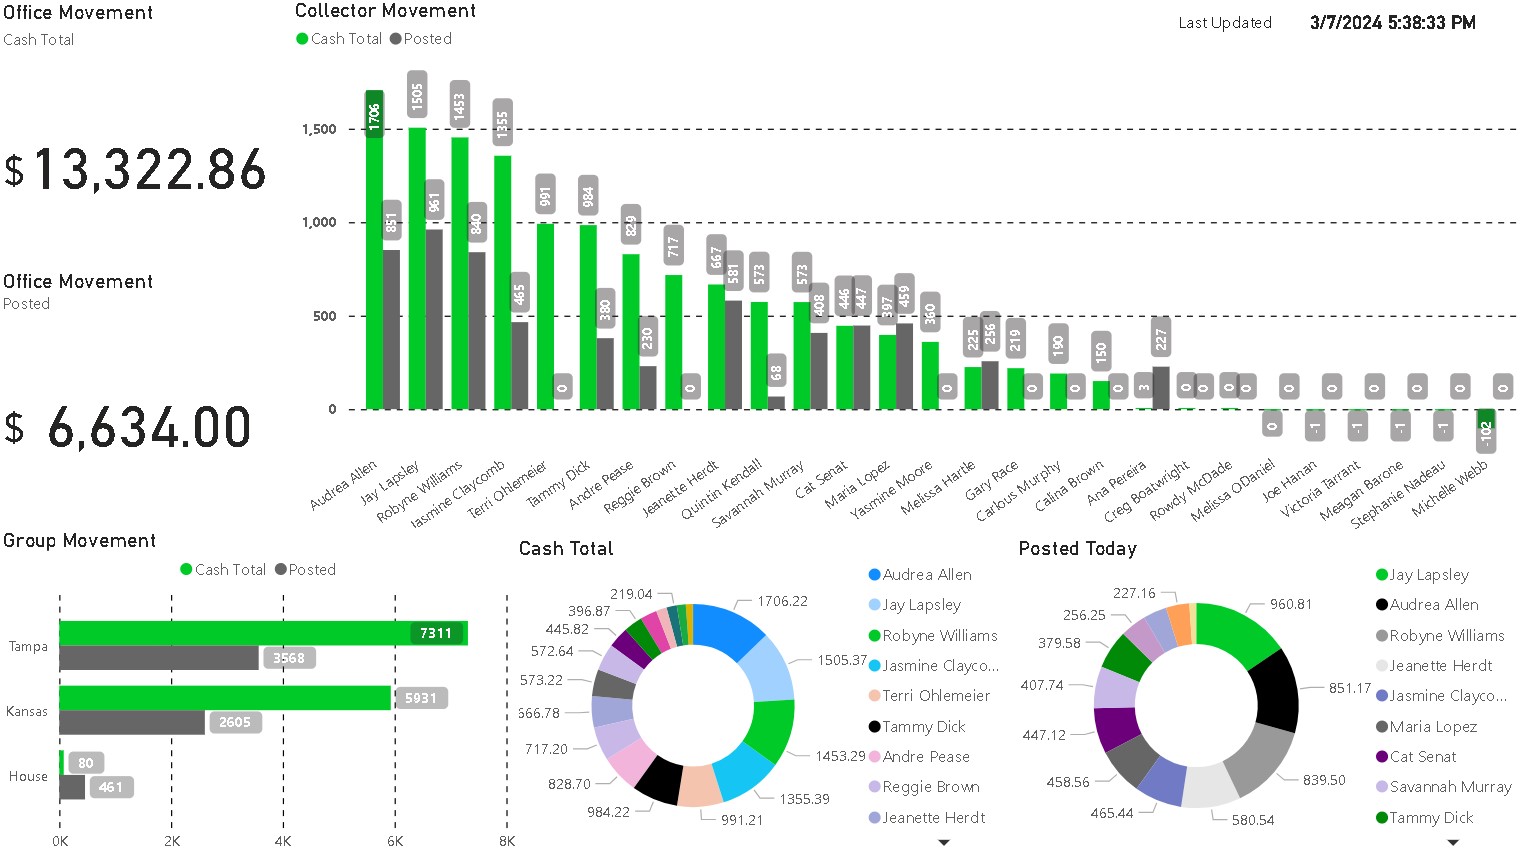 Office Movement
Cash Total
$ 13,322.86
Office Movement
Posted
$ 6,634.00
Collector Movement
Cash Total Posted
Last Updated 3/7/2024 5:38:33 PM
1,500
1,000
500
0
1706 851 1505 961 1453 840 1355 465 991 0 984 380 829 230 717 0 667 581 573 68 573 408 446 447 397 459 360 0 225 256 219 0 190 0 150 0 3 227 0 0 0 0 0 0 -1 0 -1 0 -1 0 -1 0 -102 0
Audrea Allen
Jay Lapsley
Robyne Williams
Jasmine Claycomb
Terri Ohlemeier
Tammy Dick
Andre Pease
Reggie Brown
Jeanette Herdt
Quintin Kendall
Savannah Murray
Cat Senat
Maria Lopez
Yasmine Moore
Melissa Hartle
Gary Race
Carlous Murphy
Calina Brown
Ana Pereira
Creg Boatwright
Rowdy McDade
Melissa ODaniel
Joe Hanan
Victoria Tarrant
Meagan Barone
Stephanie Nadeau
Michelle Webb
Group Movement
Cash Total Posted
Tampa 7311
3568
Kansas 5931
2605
House 80
461
0K 2K 4K 6K 8K
Cash Total
1706.22
1505.37
1453.29
1355.39
991.21
984.22
828.70
717.20
666.78
573.22
572.64
445.82
396.87
219.04
Audrea Allen
Jay Lapsley
Robyne Williams
Jasmine Clayco...
Terri Ohlemeier
Tammy Dick
Andre Pease
Reggie Brown
Jeanette Herdt
Posted Today
960.81
851.17
839.50
580.54
465.44
458.56
447.12
407.74
379.58
256.25
227.16
Jay Lapsley
Audrea Allen
Robyne Williams
Jeanette Herdt
Jasmine Clayco...
Maria Lopez
Cat Senat
Savannah Murray
Tammy Dick